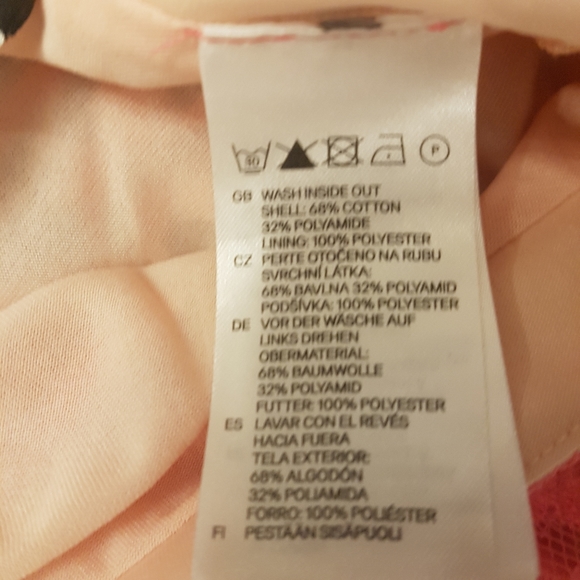 40
P
GB WASH INSIDE OUT
SHELL: 68% COTTON
32% POLYAMIDE
LINING: 100% POLYESTER
CZ PERTE OTOČENO NA RUBU
SVRCHNÍ LÁTKA:
68% BAVLNA 32% POLYAMID
PODŠÍVKA: 100% POLYESTER
DE VOR DER WÄSCHE AUF
LINKS DREHEN
OBERMATERIAL:
68% BAUMWOLLE
32% POLYAMID
FUTTER: 100% POLYESTER
ES LAVAR CON EL REVÉS
HACIA FUERA
TELA EXTERIOR:
68% ALGODÓN
32% POLIAMIDA
FORRO: 100% POLIÉSTER
FI PESTÄÄN SISÄPUOLI